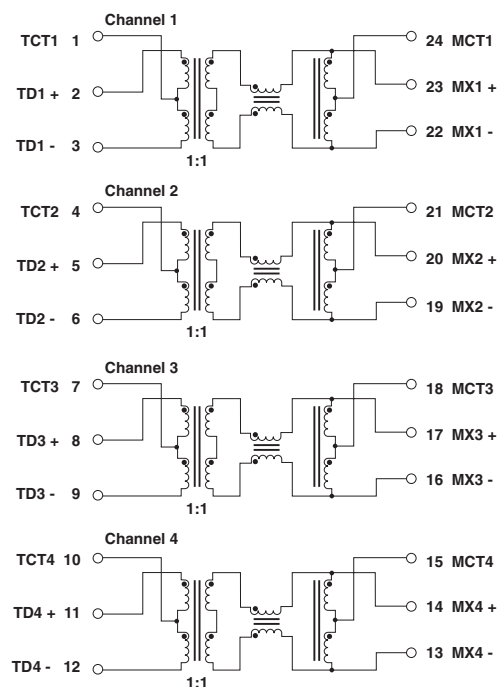 Channel 1
TCT1 1
24 MCT1
TD1 + 2
23 MX1 +
TD1 - 3
22 MX1 -
1:1
Channel 2
TCT2 4
21 MCT2
TD2 + 5
20 MX2 +
TD2 - 6
19 MX2 -
1:1
Channel 3
TCT3 7
18 MCT3
TD3 + 8
17 MX3 +
TD3 - 9
16 MX3 -
1:1
Channel 4
TCT4 10
15 MCT4
TD4 + 11
14 MX4 +
TD4 - 12
13 MX4 -
1:1